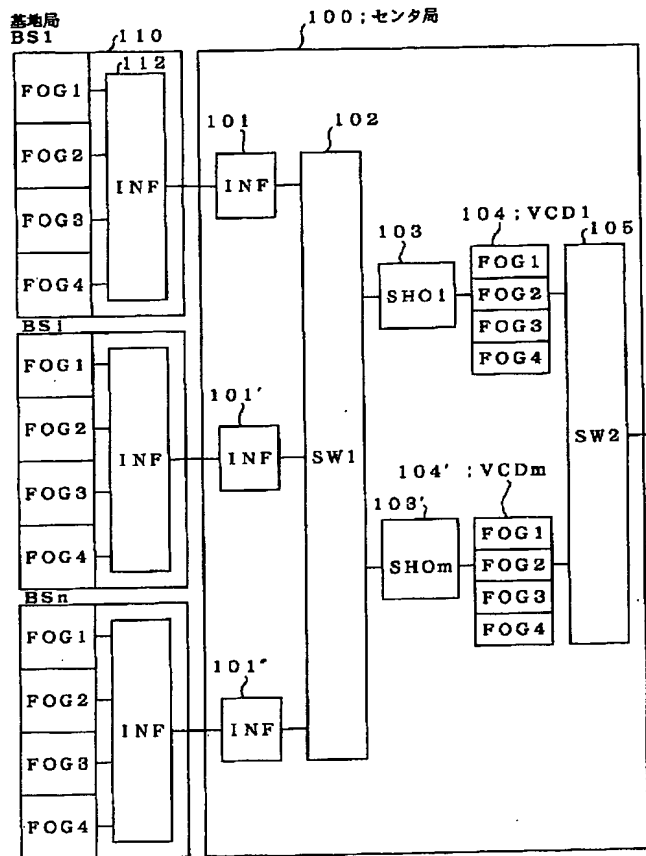 基地局
BS1
110
112
FOG1
FOG2
FOG3
FOG4
INF
BSi
FOG1
FOG2
FOG3
FOG4
INF
BSn
FOG1
FOG2
FOG3
FOG4
INF
100;センタ局
101
INF
101'
INF
101"
INF
102
SW1
103
SHO1
103'
SHOm
104;VCD1
FOG1
FOG2
FOG3
FOG4
104';VCDm
FOG1
FOG2
FOG3
FOG4
105
SW2